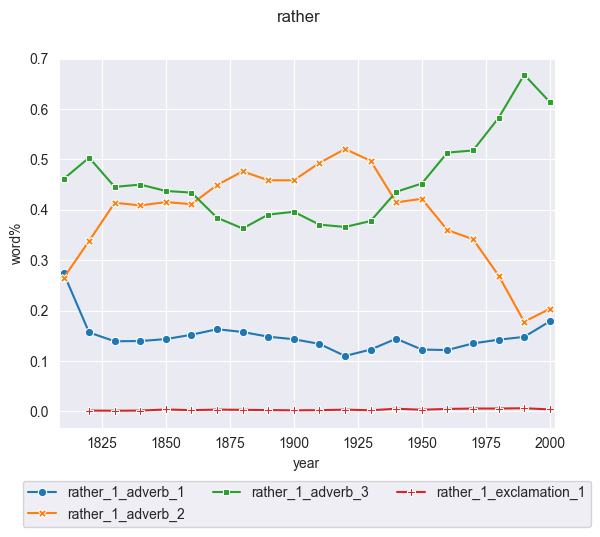 rather
0.7
0.6
0.5
0.4
0.3
0.2
0.1
0.0
word%
1825 1850 1875 1900 1925 1950 1975 2000
year
rather_1_adverb_1 rather_1_adverb_3 rather_1_exclamation_1
rather_1_adverb_2